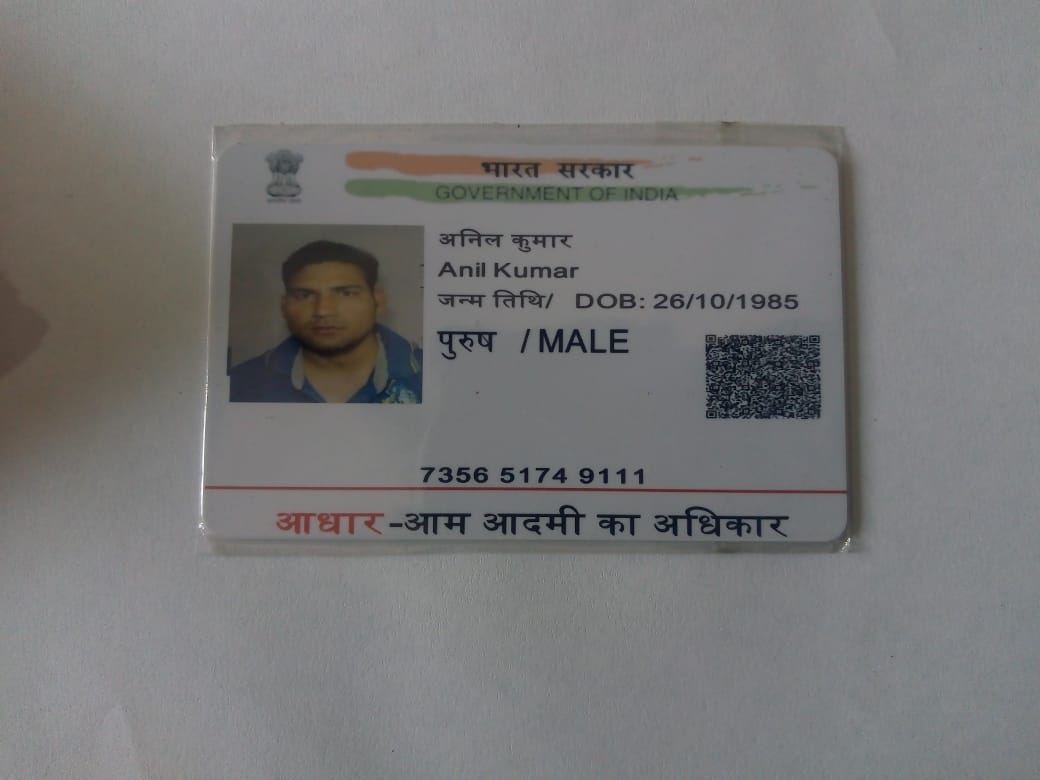 भारत सरकार
GOVERNMENT OF INDIA
अनिल कुमार
Anil Kumar
जन्म तिथि/ DOB: 26/10/1985
पुरुष / MALE
7356 5174 9111
आधार-आम आदमी का अधिकार